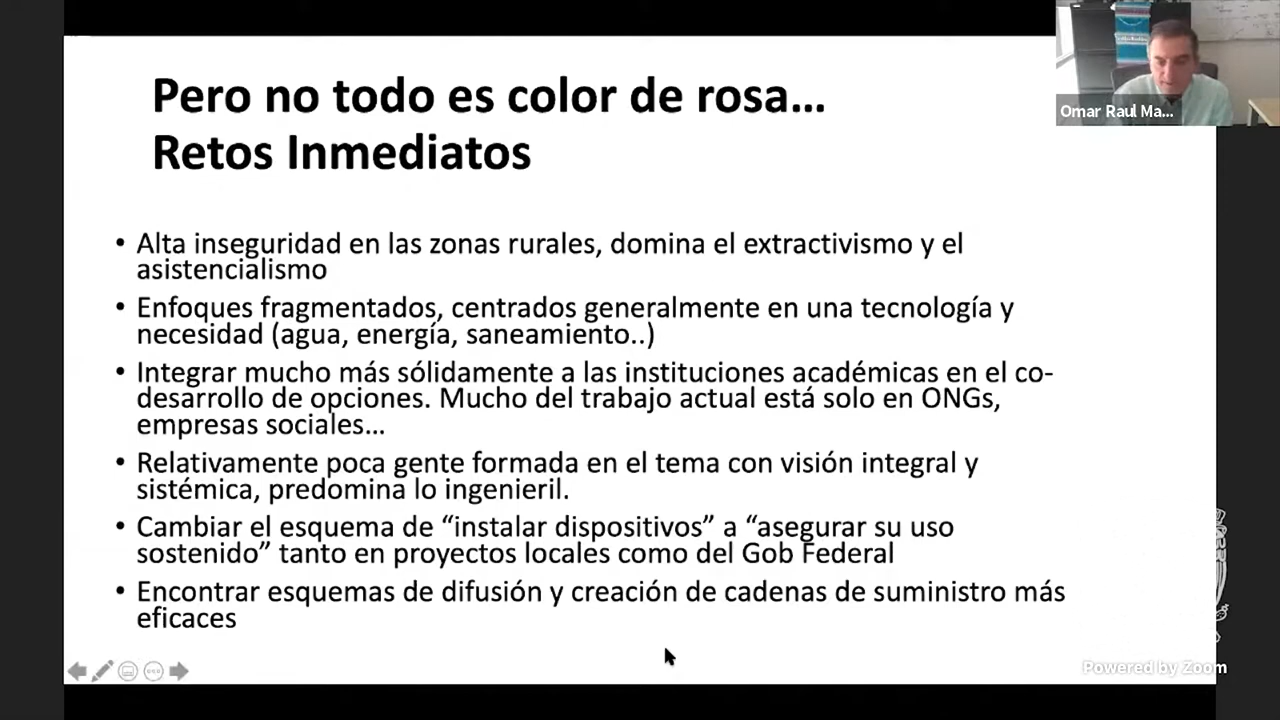 Pero no todo es color de rosa...
Retos Inmediatos
Omar Raul Ma...
• Alta inseguridad en las zonas rurales, domina el extractivismo y el
asistencialismo
• Enfoques fragmentados, centrados generalmente en una tecnología y
necesidad (agua, energía, saneamiento..)
• Integrar mucho más sólidamente a las instituciones académicas en el co-
desarrollo de opciones. Mucho del trabajo actual está solo en ONGs,
empresas sociales...
• Relativamente poca gente formada en el tema con visión integral y
sistémica, predomina lo ingenieril.
• Cambiar el esquema de “instalar dispositivos” a “asegurar su uso
sostenido” tanto en proyectos locales como del Gob Federal
• Encontrar esquemas de difusión y creación de cadenas de suministro más
eficaces
Powered by Zoom